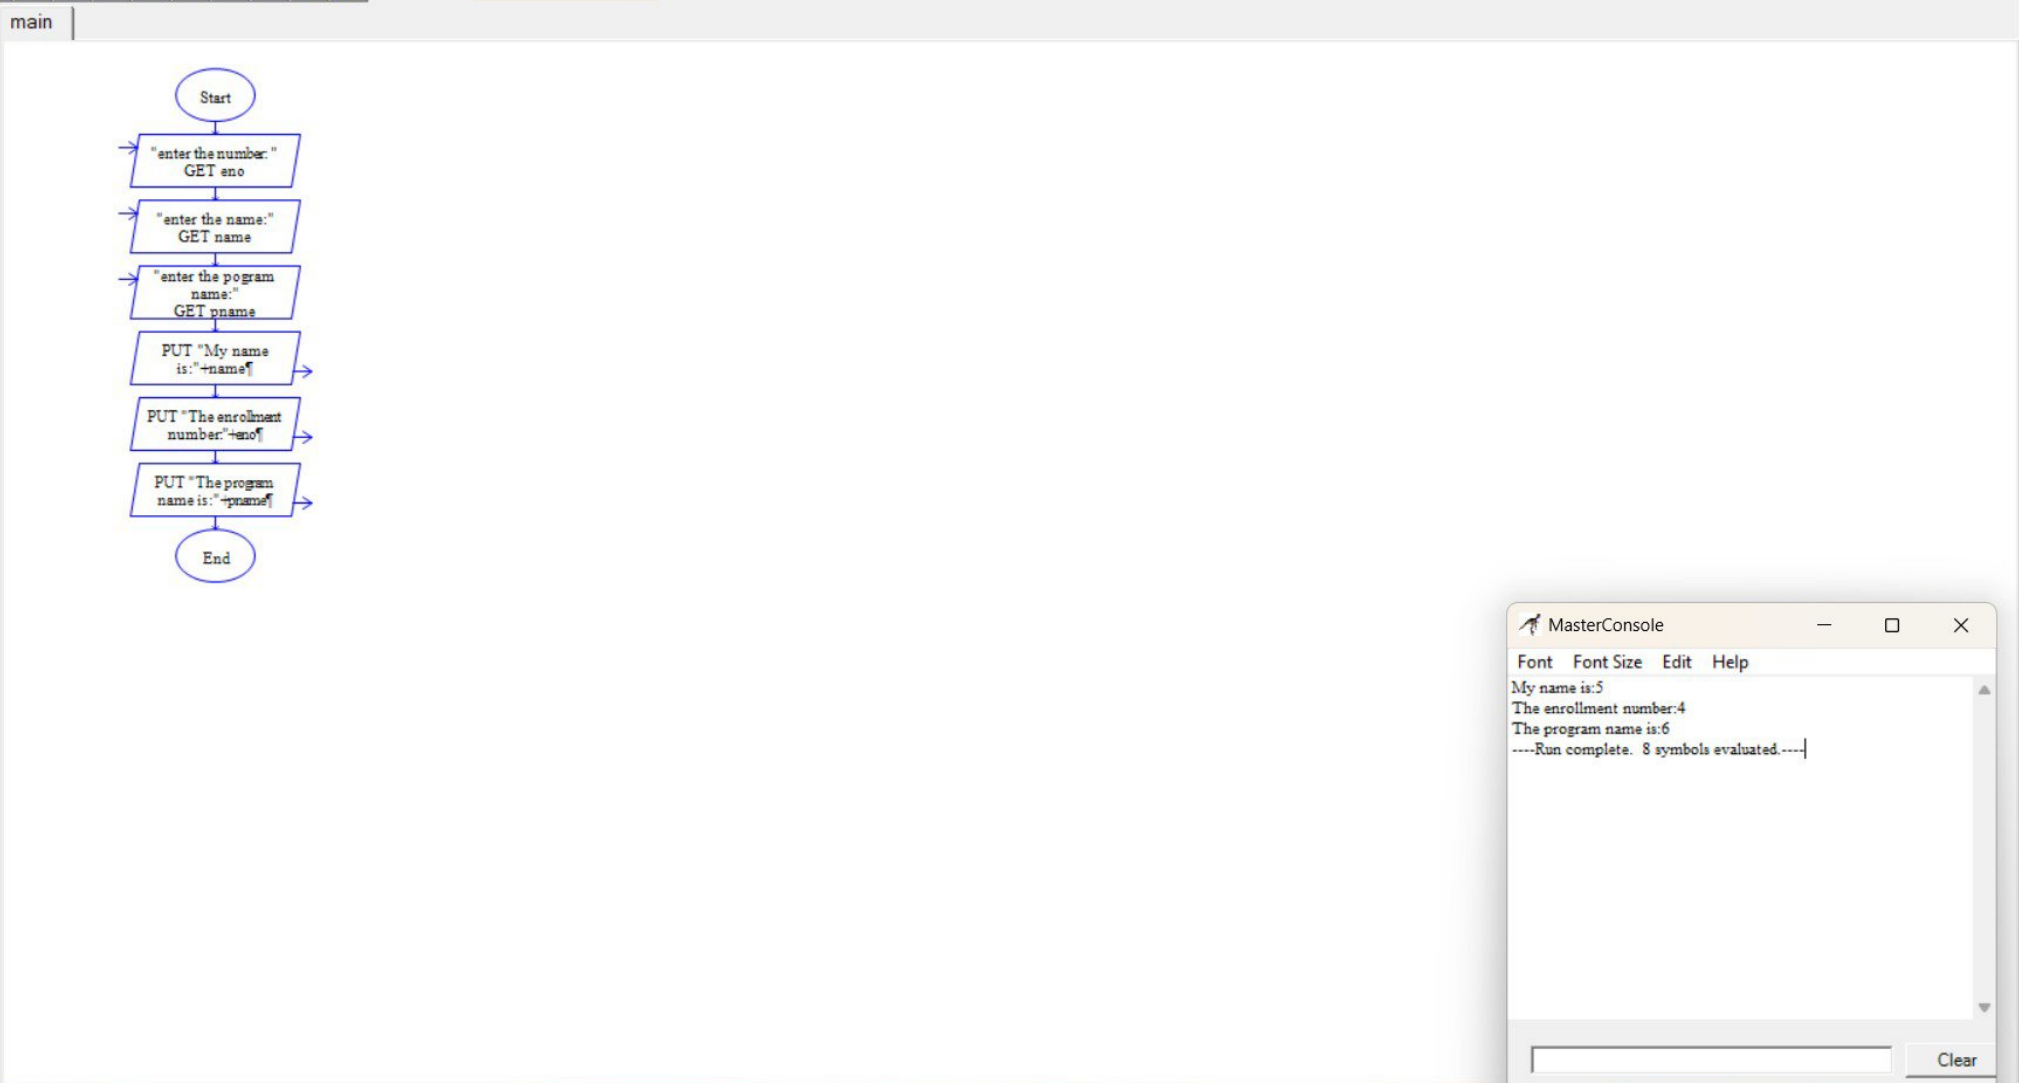 main
Start
"enter the number: "
GET eno
"enter the name:"
GET name
"enter the pogram
name:"
GET pname
PUT "My name
is:"+name¶
PUT "The enrollment
number:"+eno¶
PUT "The program
name is:"+pname¶
End
MasterConsole
Font Font Size Edit Help
My name is:5
The enrollment number:4
The program name is:6
----Run complete.  8 symbols evaluated.----
Clear